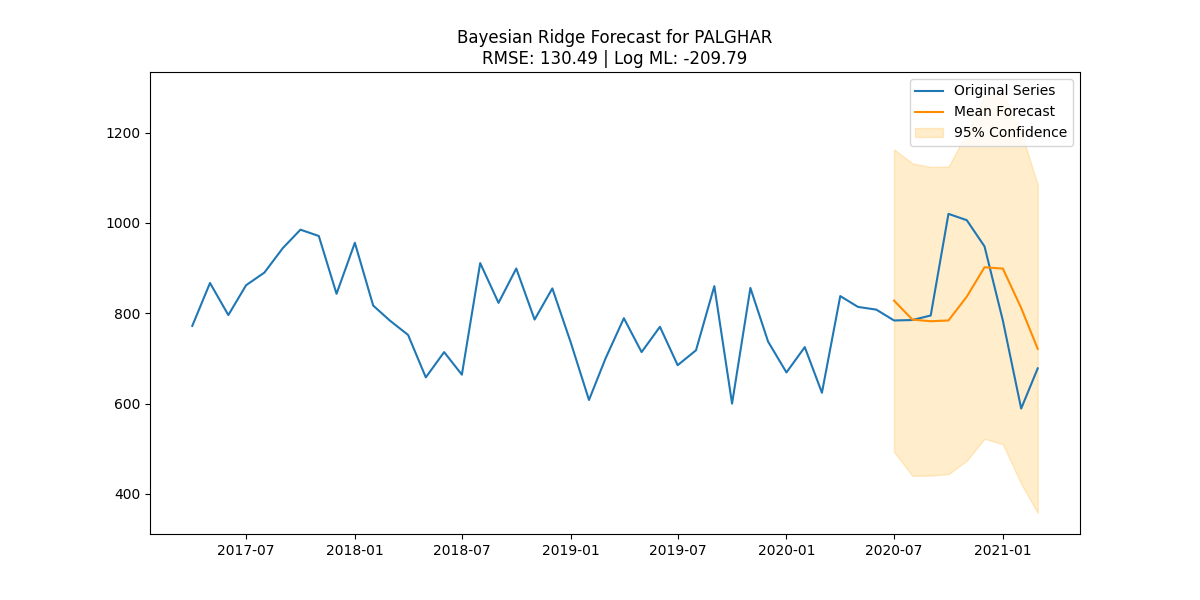 Bayesian Ridge Forecast for PALGHAR
RMSE: 130.49 | Log ML: -209.79
Original Series
Mean Forecast
95% Confidence
1200
1000
800
600
400
2017-07
2018-01
2018-07
2019-01
2019-07
2020-01
2020-07
2021-01